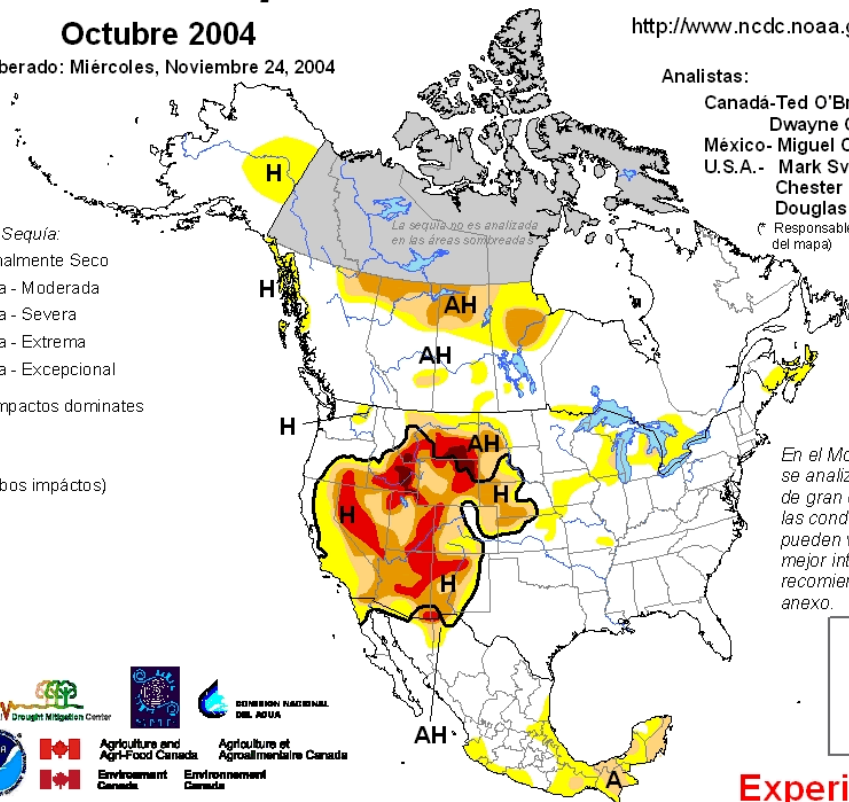 Octubre 2004
berado: Miércoles, Noviembre 24, 2004
http://www.ncdc.noaa.g
Analistas:
Canadá-Ted O'Br
Dwayne C
México- Miguel C
U.S.A.- Mark Sv
Chester
Douglas
(* Responsable
del mapa)
La sequía no es analizada
en las áreas sombreadas
H
Sequía:
nalmente Seco
a - Moderada
a - Severa
a - Extrema
a - Excepcional
mpactos dominates
bos impáctos)
H
AH
AH
H
AH
H
H
H
En el Mo
se analiz
de gran
las cond
pueden v
mejor int
recomien
anexo.
Drought Mitigation Center
COMISION NACIONAL
DEL AGUA
AH
A
Agriculture and
Agri-Food Canada
Agriculture et
Agroalimentaire Canada
Environment
Canada
Environnement
Canada
Experi